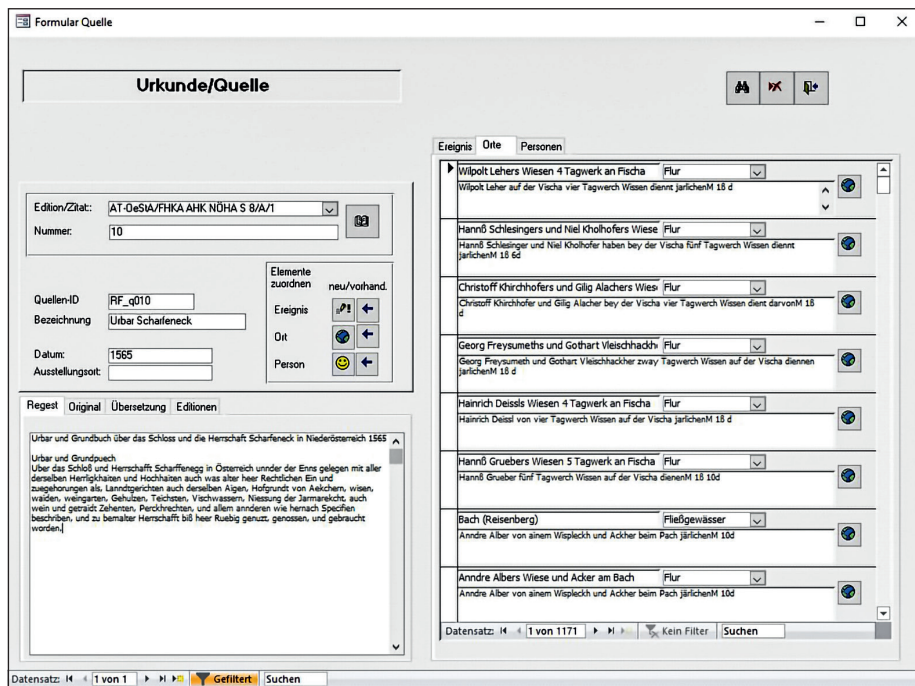 Formular Quelle
Urkunde/Quelle
Edition/Zitat:
AT-OeStA/FHKA AHK NÖHA S 8/A/1
Nummer:
10
Quellen-ID
RF_q010
Bezeichnung
Urbar Scharfeneck
Datum:
1565
Ausstellungsort:
Elemente
zuordnen
neu/vorhand.
Ereignis
Ort
Person
Regest Original Übersetzung Editionen
Urbar und Grundbuch über das Schloss und die Herrschaft Scharfeneck in Niederösterreich 1565
Urbar und Grundpuech
Uber das Schloß und Herrschafft Scharffenegg in Österreich unnder der Enns gelegen mit aller
derselben Herrligkhaiten und Hochhaiten auch was alter heer Rechtlichen Ein und
zuegehorungen als, Lanndtgerichten auch derselben Aigen, Hofgrundt von Aekchern, wisen,
waiden, weingarten, Gehulzen, Teichsten, Vischwassern, Niessung der Jarmarekcht, auch
wein und getraidt Zehenten, Perckhrechten, und allem annderen wie hernach Specifien
beschriben, und zu bemalter Herrschafft biß heer Ruebig genuzt, genossen, und gebraucht
worden.
Ereignis Orte Personen
Wilpolt Lehers Wiesen 4 Tagwerk an Fischa Flur
Wilpolt Leher auf der Vischa vier Tagwerch Wissen diennt jarlichenM 1ß d
Hannß Schlesingers und Niel Kholhofers Wiese Flur
Hannß Schlesinger und Niel Kholhofer haben bey der Vischa fünf Tagwerch Wissen diennt
jarlichenM 1ß 6d
Christoff Khirchhofers und Gilig Alachers Wiese Flur
Christoff Khirchhofer und Gilig Alacher bey der Vischa vier Tagwerch Wissen dient darvonM 1ß
d
Georg Freysumeths und Gothart Vleischhackh Flur
Georg Freysumeth und Gothart Vleischhackher zway Tagwerch Wissen auf der Vischa diennen
jarlichenM 1ß d
Hainrich Deissls Wiesen 4 Tagwerk an Fischa Flur
Hainrich Deissl von vier Tagwerch Wissen auf der Vischa jarlichenM 1ß d
Hannß Gruebers Wiesen 5 Tagwerk an Fischa Flur
Hannß Grueber fünf Tagwerch Wissen auf der Vischa dienenM 1ß 10d
Bach (Reisenberg) Fließgewässer
Anndre Alber von ainem Wispleckh und Ackher beim Pach järlichenM 10d
Anndre Albers Wiese und Acker am Bach Flur
Anndre Alber von ainem Wispleckh und Ackher beim Pach järlichenM 10d
Datensatz: 1 von 1171 Kein Filter Suchen
Datensatz: 1 von 1 Gefiltert Suchen